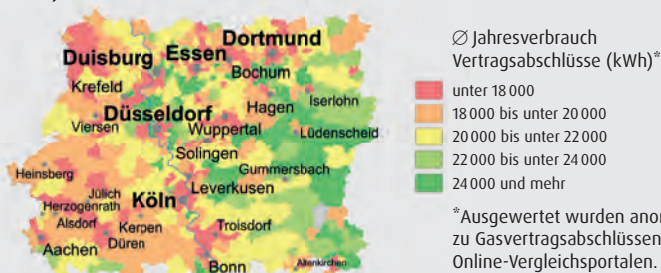 Dortmund
Duisburg Essen
Bochum
Krefeld
Hagen Iserlohn
Düsseldorf
Viersen Wuppertal Lüdenscheid
Solingen
Heinsberg Gummersbach
Jülich Leverkusen
Herzogenrath Köln
Alsdorf Kerpen Troisdorf
Düren
Aachen
Bonn Altenkirchen
∅ Jahresverbrauch
Vertragsabschlüsse (kWh)*
unter 18 000
18 000 bis unter 20 000
20 000 bis unter 22 000
22 000 bis unter 24 000
24 000 und mehr
*Ausgewertet wurden
zu Gasvertragsabschlüssen
Online-Vergleichsportalen.